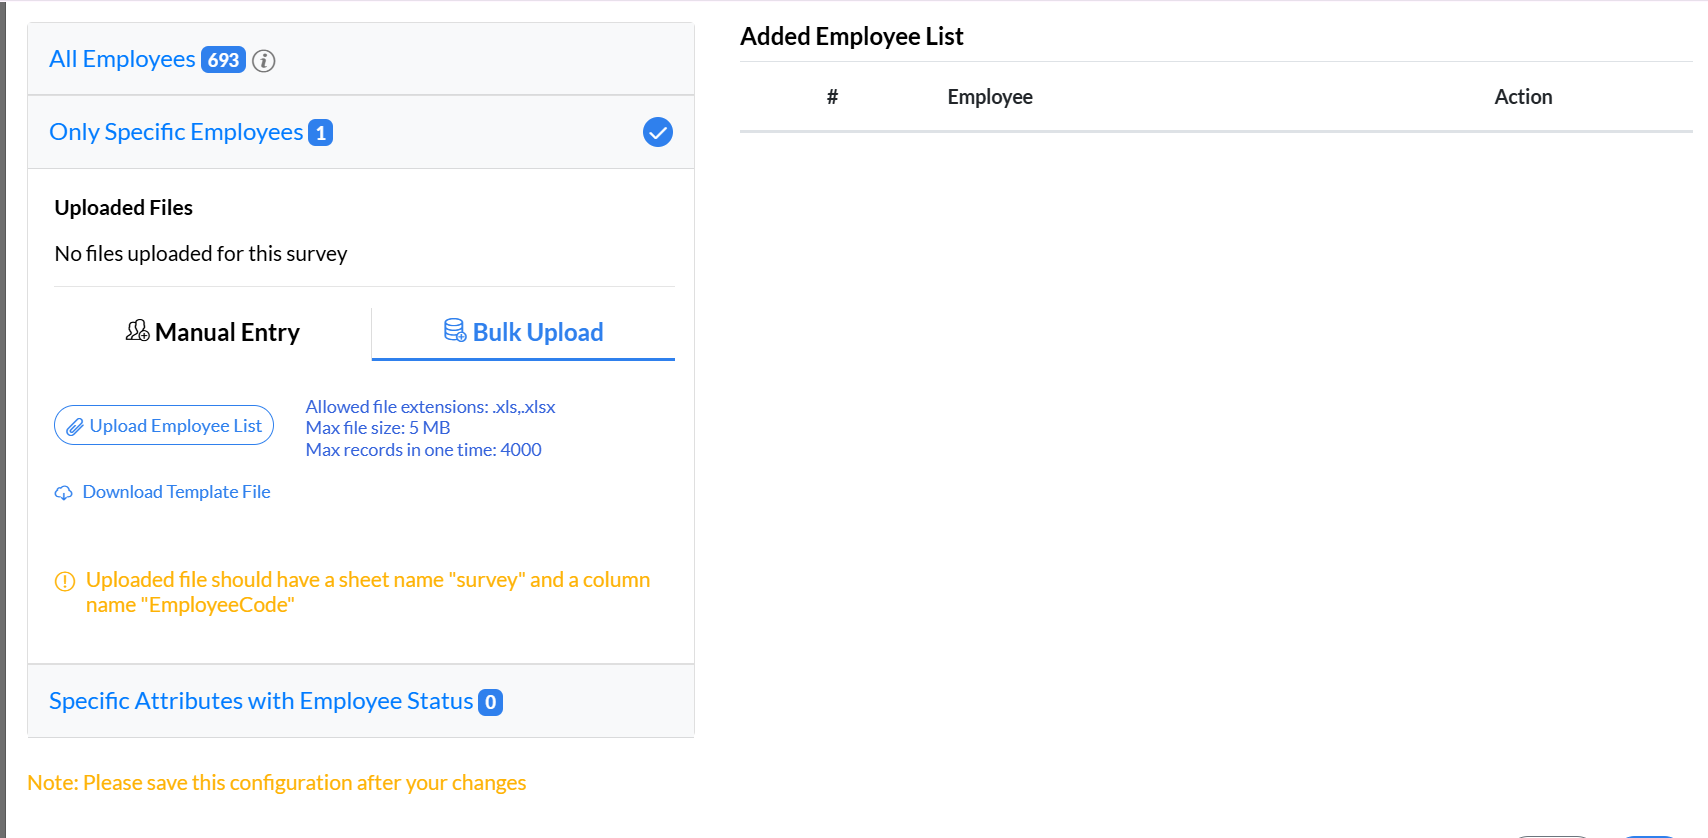 All Employees 693
Only Specific Employees 1
Uploaded Files
No files uploaded for this survey
Manual Entry
Bulk Upload
Upload Employee List
Allowed file extensions: .xls,.xlsx
Max file size: 5 MB
Max records in one time: 4000
Download Template File
Uploaded file should have a sheet name "survey" and a column
name "EmployeeCode"
Specific Attributes with Employee Status 0
Note: Please save this configuration after your changes
Added Employee List
# Employee Action